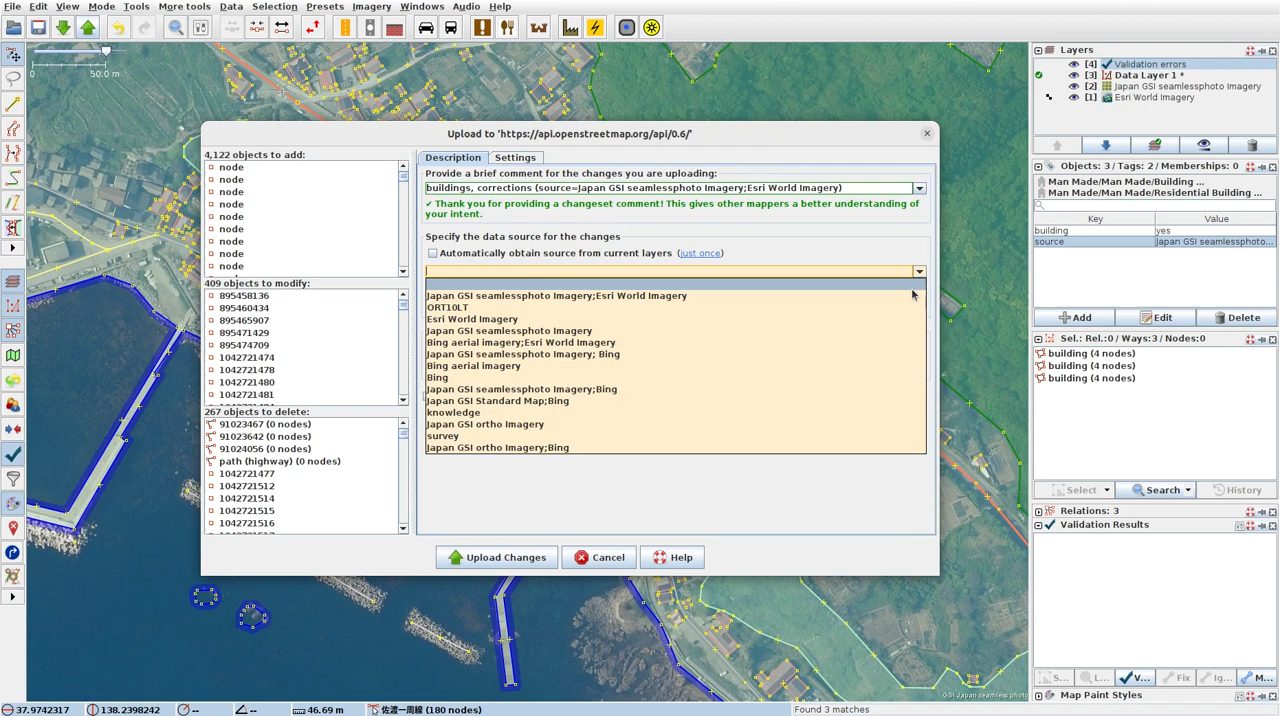 File Edit View Mode Tools More tools Data Selection Presets Imagery Windows Audio Help
0 50.0 m
Upload to 'https://api.openstreetmap.org/api/0.6/'
4,122 objects to add:
node
node
node
node
node
node
node
node
node
409 objects to modify:
895458136
895460434
895465907
895471429
895474709
1042721474
1042721478
1042721480
1042721481
267 objects to delete:
91023467 (0 nodes)
91023642 (0 nodes)
91024056 (0 nodes)
path (highway) (0 nodes)
1042721477
1042721512
1042721514
1042721515
1042721516
Description Settings
Provide a brief comment for the changes you are uploading:
buildings, corrections (source=Japan GSI seamlessphoto Imagery;Esri World Imagery)
✔ Thank you for providing a changeset comment! This gives other mappers a better understanding of
your intent.
Specify the data source for the changes
Automatically obtain source from current layers (just once)
Japan GSI seamlessphoto Imagery;Esri World Imagery
ORT10LT
Esri World Imagery
Japan GSI seamlessphoto Imagery
Bing aerial imagery;Esri World Imagery
Japan GSI seamlessphoto Imagery; Bing
Bing aerial imagery
Bing
Japan GSI seamlessphoto Imagery;Bing
Japan GSI Standard Map;Bing
knowledge
Japan GSI ortho Imagery
survey
Japan GSI ortho Imagery;Bing
Upload Changes Cancel Help
Layers
[4] Validation errors
[3] Data Layer 1 *
[2] Japan GSI seamlessphoto Imagery
[1] Esri World Imagery
Objects: 3 / Tags: 2 / Memberships: 0
Man Made/Man Made/Building ...
Man Made/Man Made/Residential Building ...
Key Value
building yes
source Japan GSI seamlessphoto...
Add Edit Delete
Sel.: Rel.:0 / Ways:3 / Nodes:0
building (4 nodes)
building (4 nodes)
building (4 nodes)
Select Search History
Relations: 3
Validation Results
S... L... V... Fix Ig... M...
Map Paint Styles
GSI Japan seamless photo
37.9742317 138.2398242 -- -- 46.69 m 佐渡一周線 (180 nodes) Found 3 matches